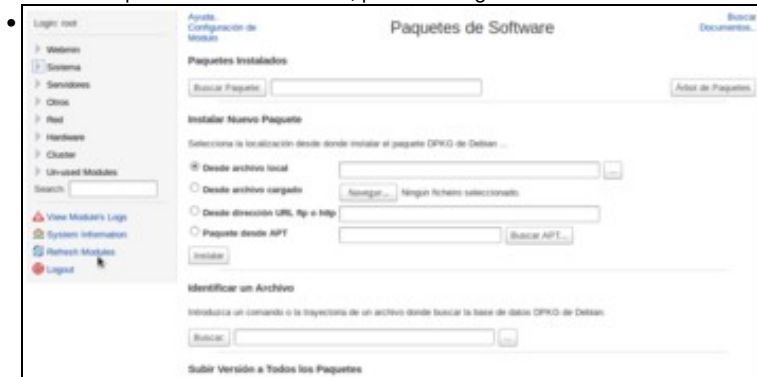 Login: root
Webmin
Sistema
Servidores
Otros
Red
Hardware
Cluster
Un-used Modules
Search:
View Module's Logs
System Information
Refresh Modules
Logout
Ayuda..
Configuración de
Módulo
Paquetes de Software
Buscar
Documentos..
Paquetes Instalados
Buscar Paquete:
Árbol de Paquetes
Instalar Nuevo Paquete
Selecciona la localización desde donde instalar el paquete DPKG de Debian ...
Desde archivo local
...
Desde archivo cargado
Navegar...
Ningún fichero seleccionado.
Desde dirección URL ftp o http
Paquete desde APT
Buscar APT...
Instalar
Identificar un Archivo
Introduzca un comando o la trayectoria de un archivo donde buscar la base de datos DPKG de Debian.
Buscar:
...
Subir Versión a Todos los Paquetes